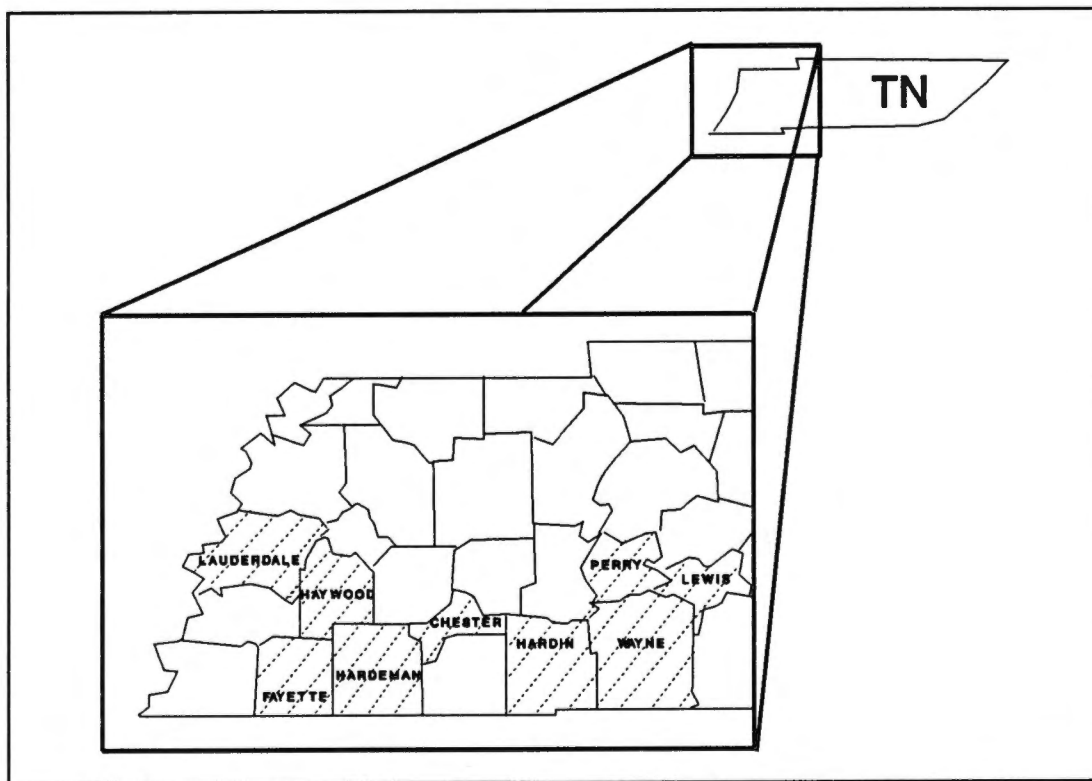 TN
LAUDERDALE
PERRY
LEWIS
HAYWOOD
CHESTER
HARDIN
WAYNE
HARDEMAN
FAYETTE